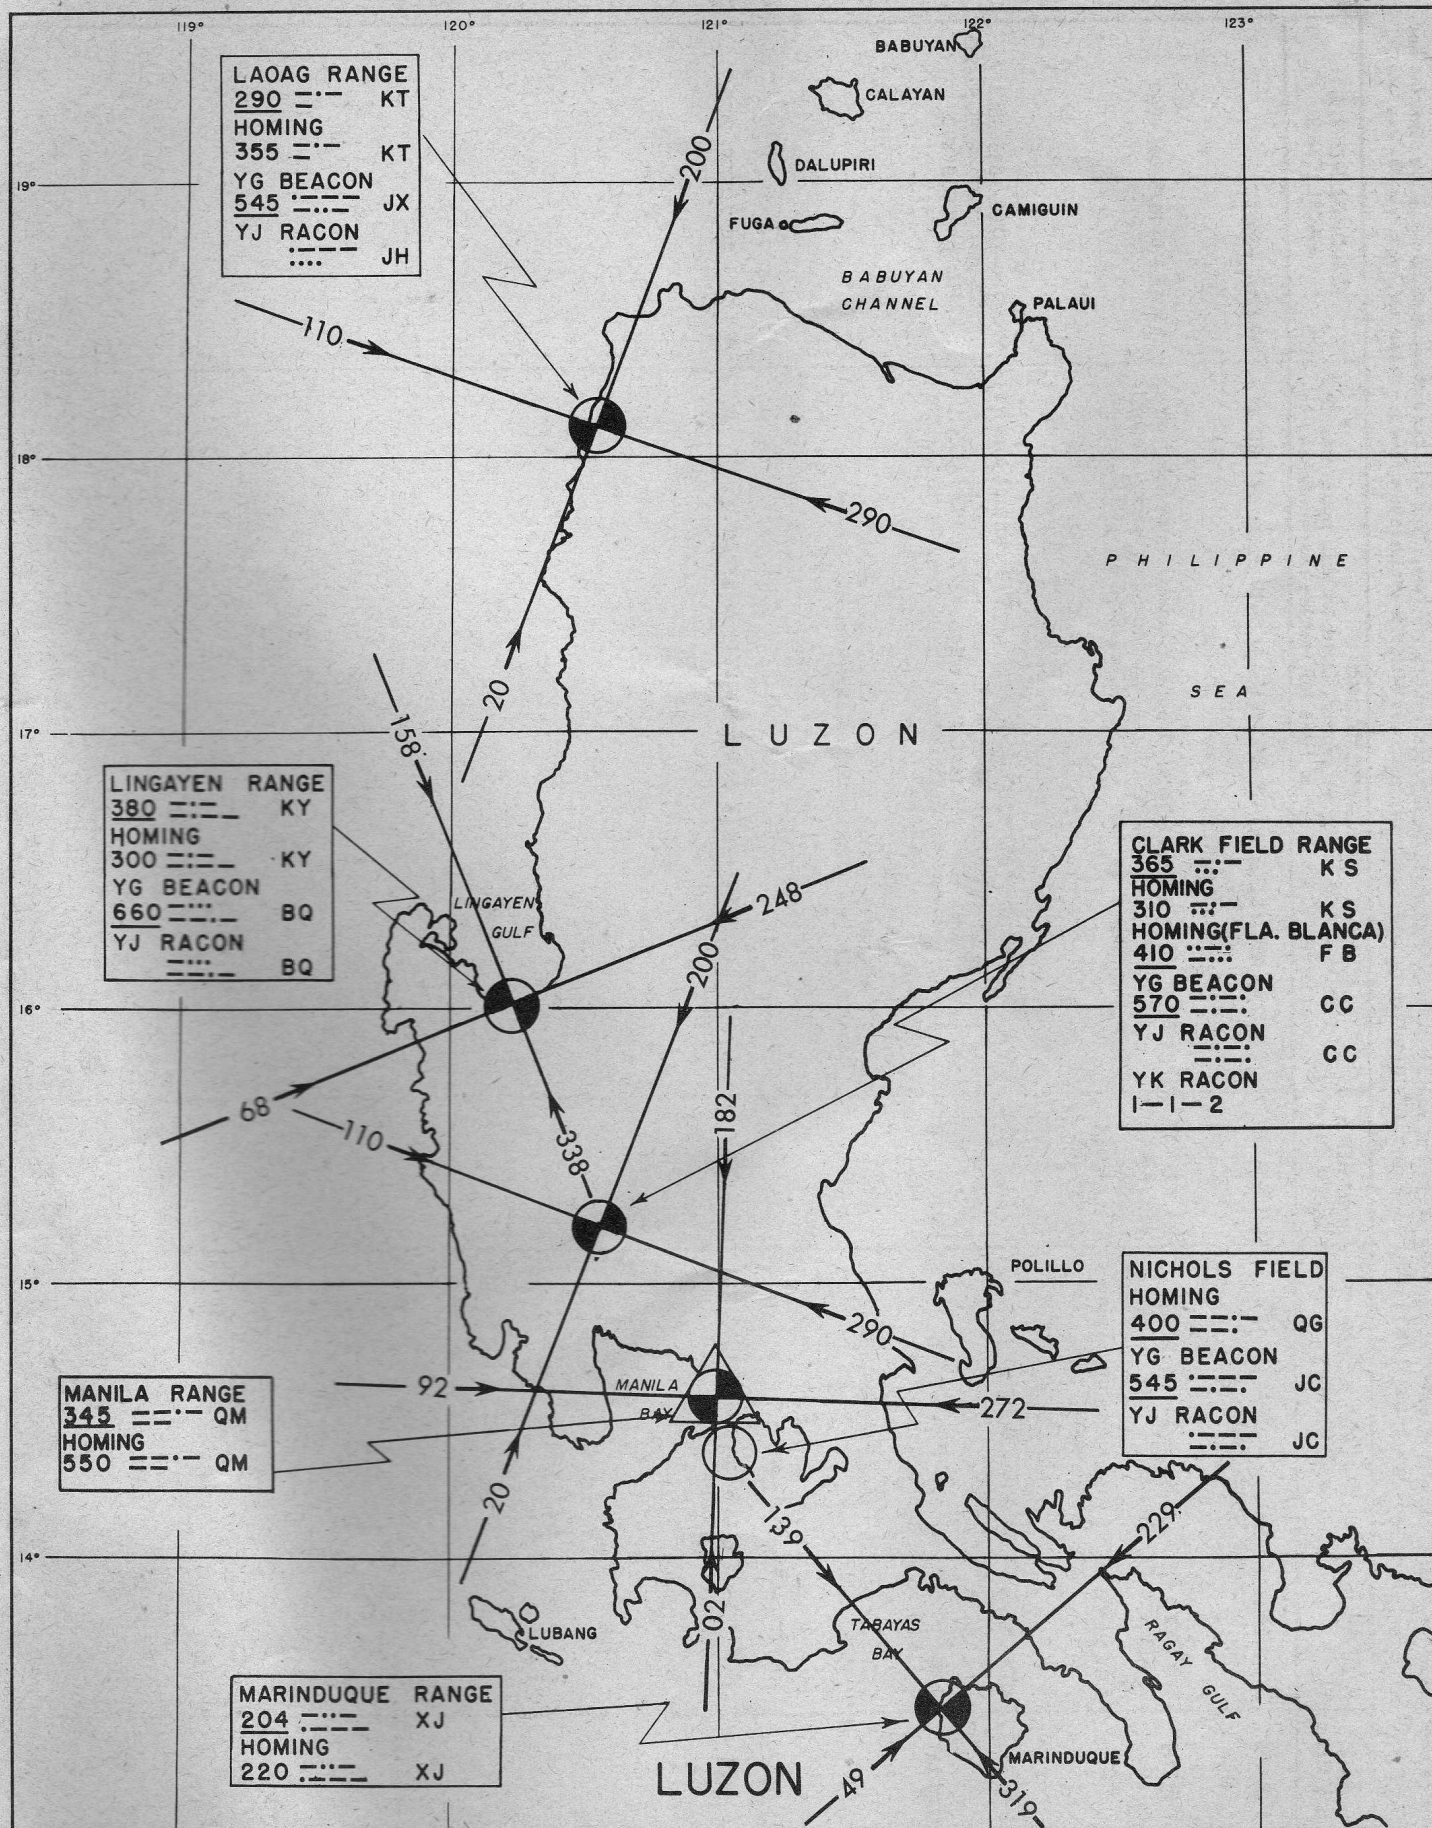 119° 120° 121° 122° 123°
BABUYAN
CALAYAN
DALUPIRI
FUGA
CAMIGUIN
BABUYAN
CHANNEL
PALAUI
LAOAG RANGE
290 KT
HOMING
355 KT
YG BEACON
545 JX
YJ RACON
JH
19°
200
110
18°
290
PHILIPPINE
SEA
20
158
17°
LUZON
LINGAYEN RANGE
380 KY
HOMING
300 KY
YG BEACON
660 BQ
YJ RACON
BQ
LINGAYEN
GULF
248
200
CLARK FIELD RANGE
365 KS
HOMING
310 KS
HOMING(FLA. BLANCA)
410 FB
YG BEACON
570 CC
YJ RACON
CC
YK RACON
1—1—2
16°
68
110
338
182
15°
POLILLO
290
NICHOLS FIELD
HOMING
400 QG
YG BEACON
545 JC
YJ RACON
JC
92
MANILA
BAY
272
MANILA RANGE
345 QM
HOMING
550 QM
20
139
229
14°
02
LUBANG
TABAYAS
BAY
RAGAY
GULF
MARINDUQUE RANGE
204 XJ
HOMING
220 XJ
MARINDUQUE
LUZON
49
319